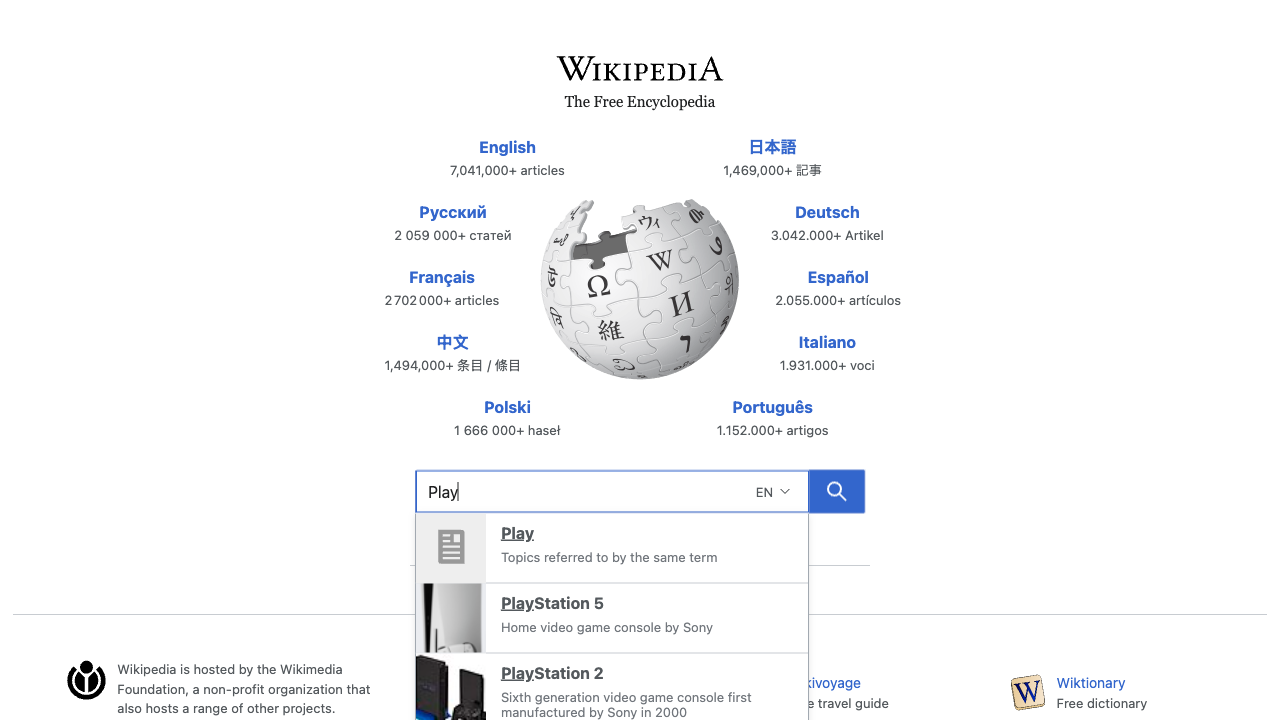 WIKIPEDIA
The Free Encyclopedia
English
7,041,000+ articles
日本語
1,469,000+ 記事
Русский
2 059 000+ статей
Deutsch
3.042.000+ Artikel
Français
2 702 000+ articles
Español
2.055.000+ artículos
中文
1,494,000+ 条目 / 條目
Italiano
1.931.000+ voci
Polski
1 666 000+ haseł
Português
1.152.000+ artigos
Ω
W
И
維
ウィ
Play
EN
Play
Topics referred to by the same term
PlayStation 5
Home video game console by Sony
PlayStation 2
Sixth generation video game console first
manufactured by Sony in 2000
Wikipedia is hosted by the Wikimedia
Foundation, a non-profit organization that
also hosts a range of other projects.
kivoyage
e travel guide
W
Wiktionary
Free dictionary